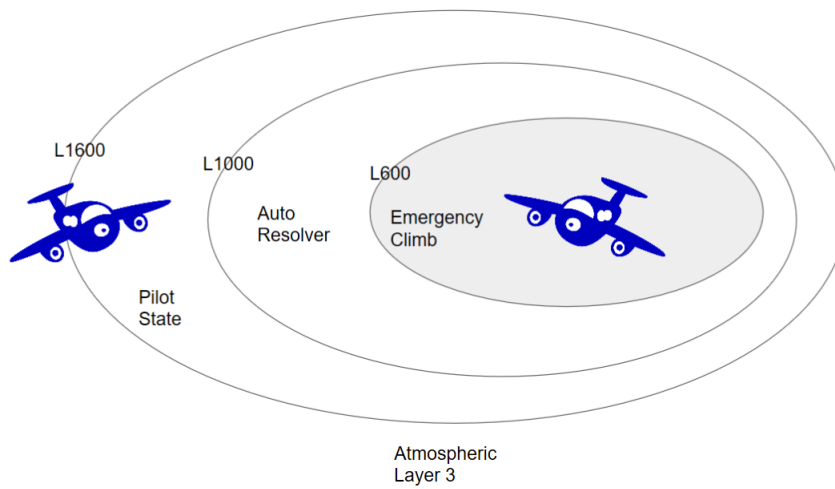 L1600
L1000
L600
Auto
Resolver
Emergency
Climb
Pilot
State
Atmospheric
Layer 3